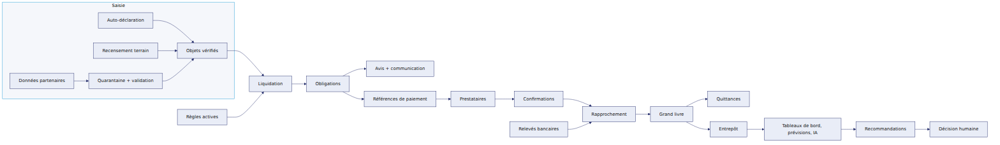 Saisie
Auto-déclaration
Recensement terrain
Objets vérifiés
Données partenaires
Quarantaine + validation
Règles actives
Liquidation
Obligations
Avis + communication
Références de paiement
Prestataires
Confirmations
Relevés bancaires
Rapprochement
Grand livre
Quittances
Entrepôt
Tableaux de bord,
prévisions, IA
Recommandations
Décision humaine